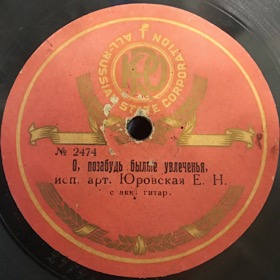 ALL-RUSSIAN STATE CORPORATION
№ 2474
О, позабудь былые увлеченья,
исп. арт. Юровская Е. Н.
с акк. гитар.